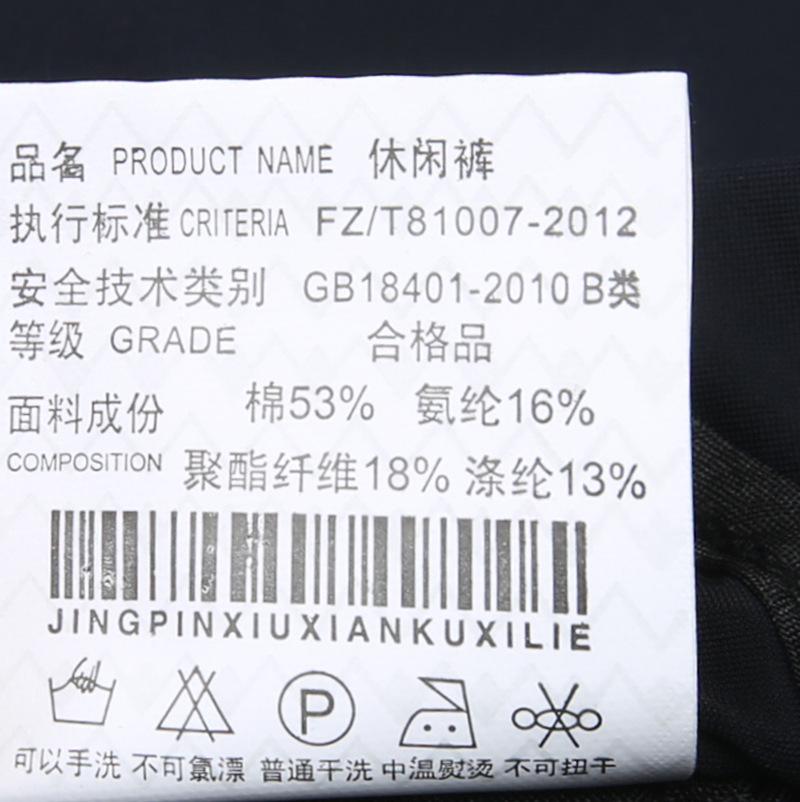 品名 PRODUCT NAME 休闲裤
执行标准 CRITERIA FZ/T81007-2012
安全技术类别 GB18401-2010 B类
等级 GRADE 合格品
面料成份 棉53% 氨纶16%
COMPOSITION 聚酯纤维18% 涤纶13%
JINGPINXIUXIANKUXILIE
P
可以手洗 不可氯漂 普通干洗 中温熨烫 不可扭干